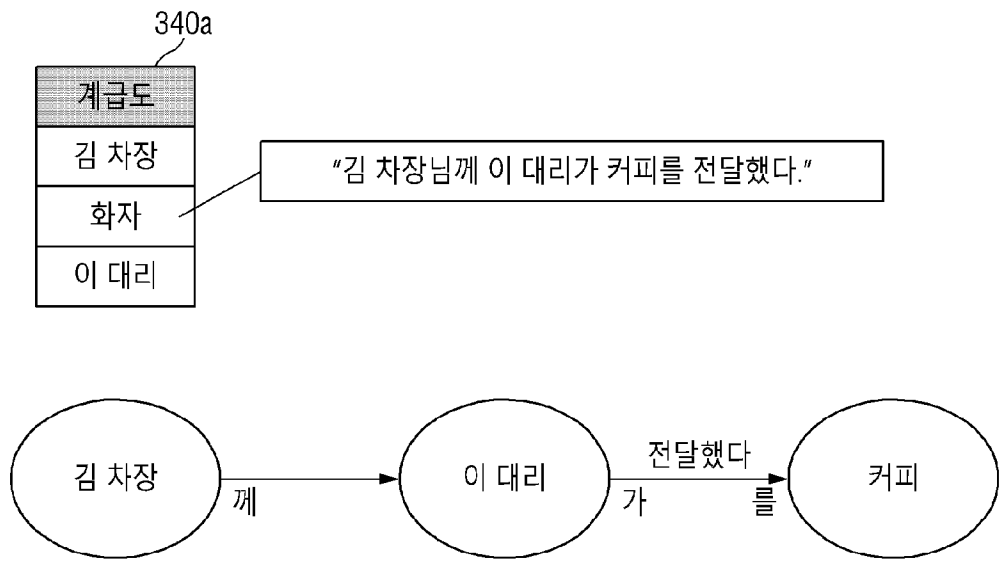 340a
계급도
김 차장
"김 차장님께 이 대리가 커피를 전달했다."
화자
이 대리
김 차장
께
이 대리
전달했다
가
를
커피